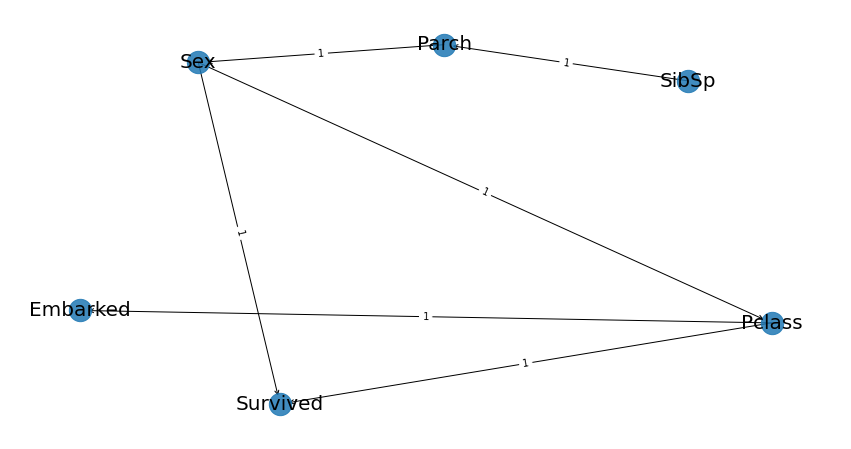 Parch
Sex
1
1
SibSp
1
1
Embarked
1
Pclass
1
Survived